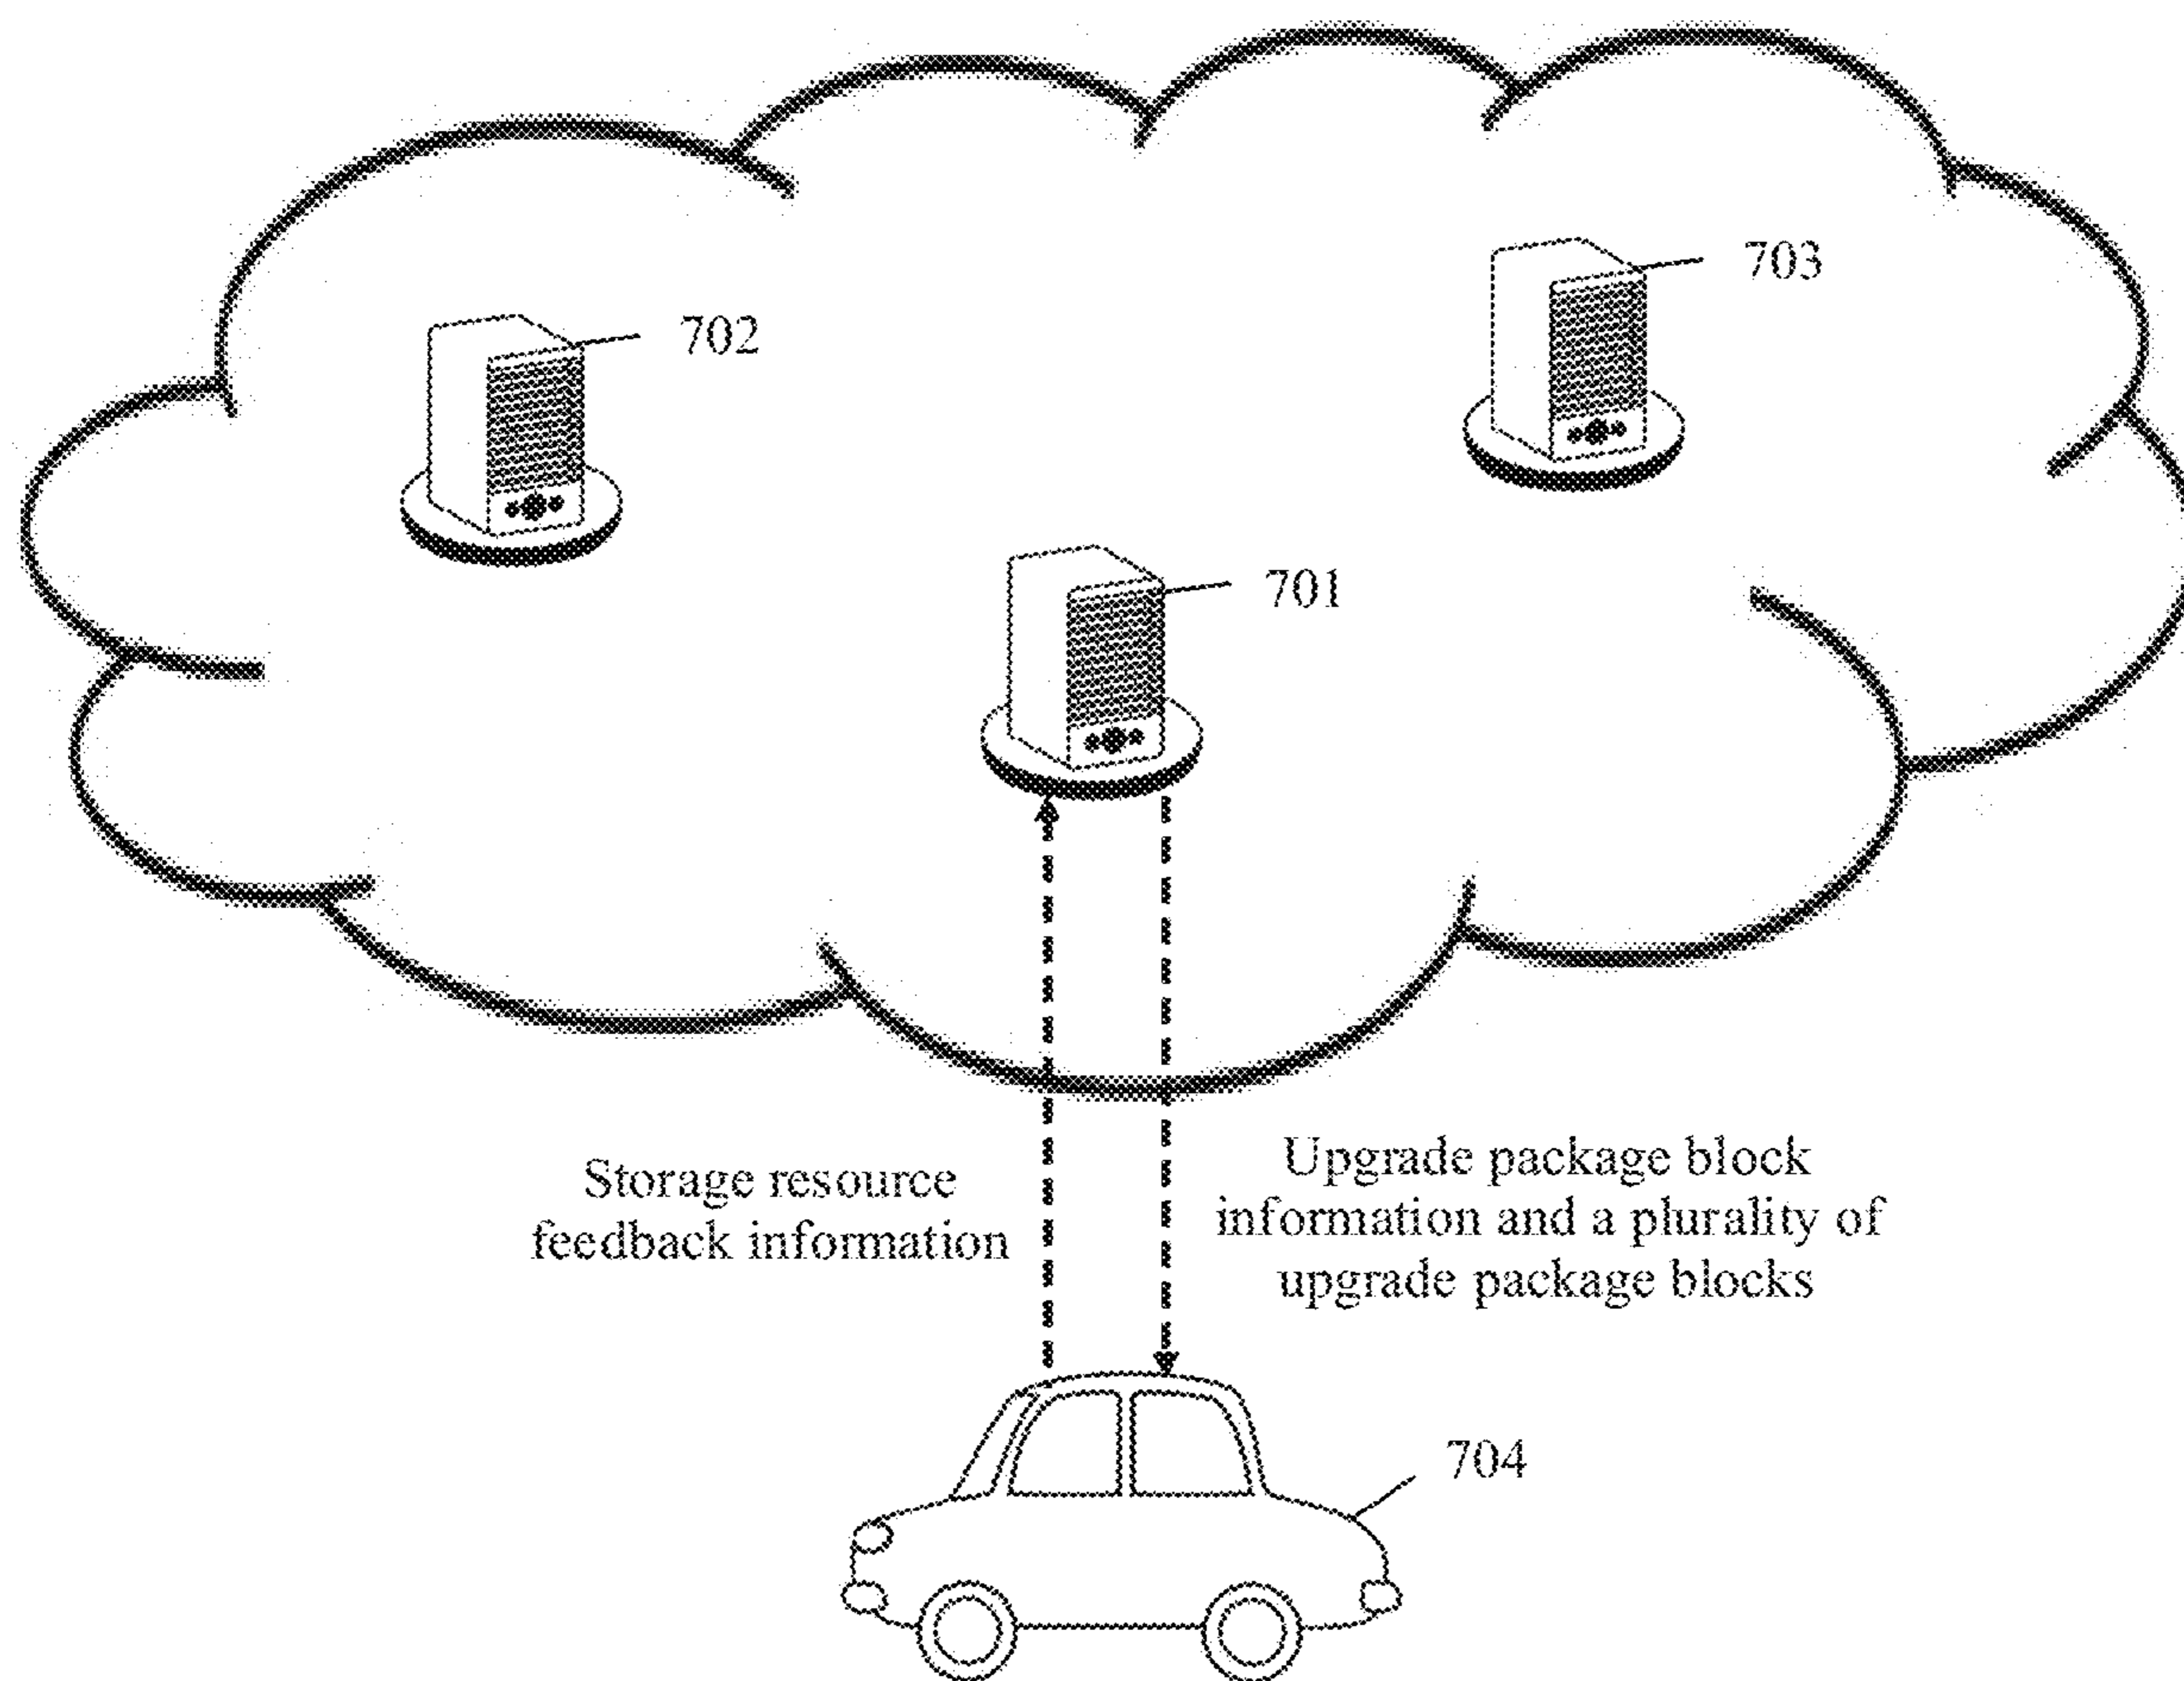 703
702
701
Storage resource
feedback information
Upgrade package block
information and a plurality of
upgrade package blocks
704